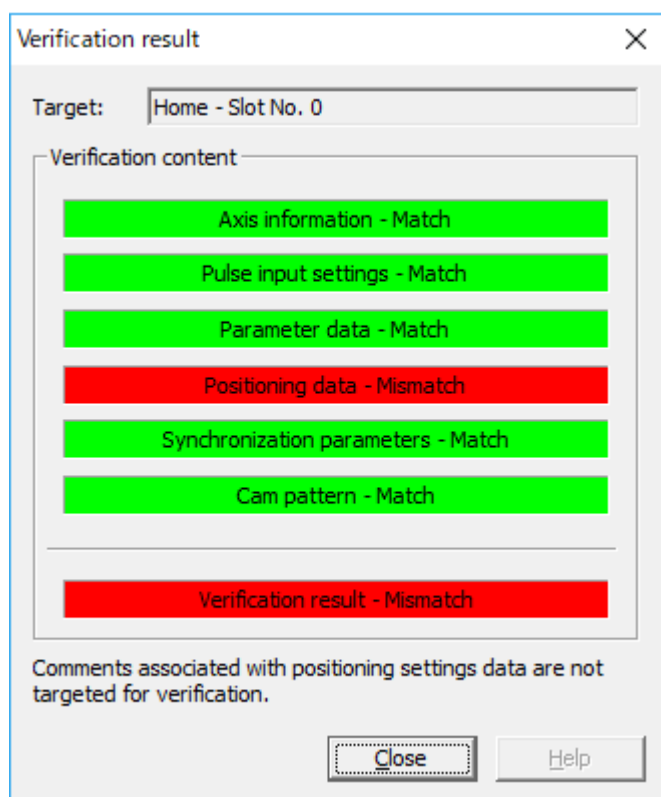 Verification result
Target: Home - Slot No. 0
Verification content
Axis information - Match
Pulse input settings - Match
Parameter data - Match
Positioning data - Mismatch
Synchronization parameters - Match
Cam pattern - Match
Verification result - Mismatch
Comments associated with positioning settings data are not
targeted for verification.
Close Help